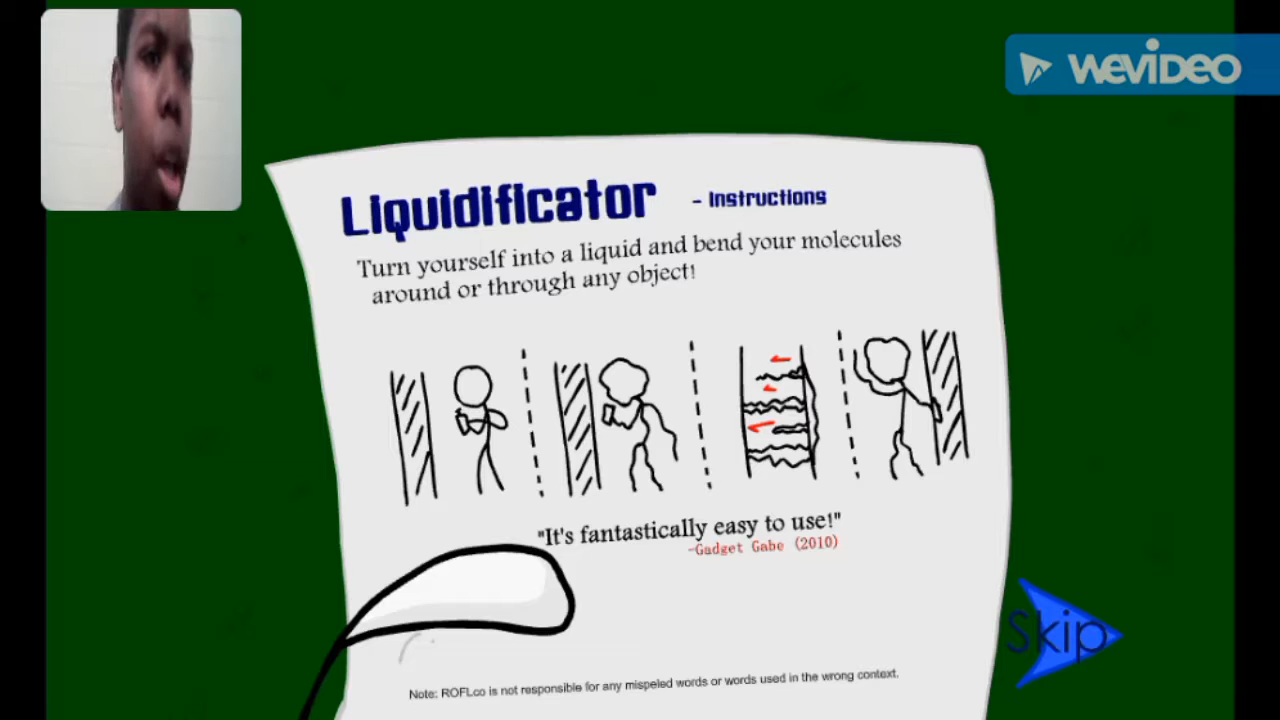 WEVIDEO
Liquidificator - Instructions
Turn yourself into a liquid and bend your molecules
around or through any object!
"It's fantastically easy to use!"
-Gadget Gabe (2010)
Skip
Note: ROFLco is not responsible for any mispeled words or words used in the wrong context.